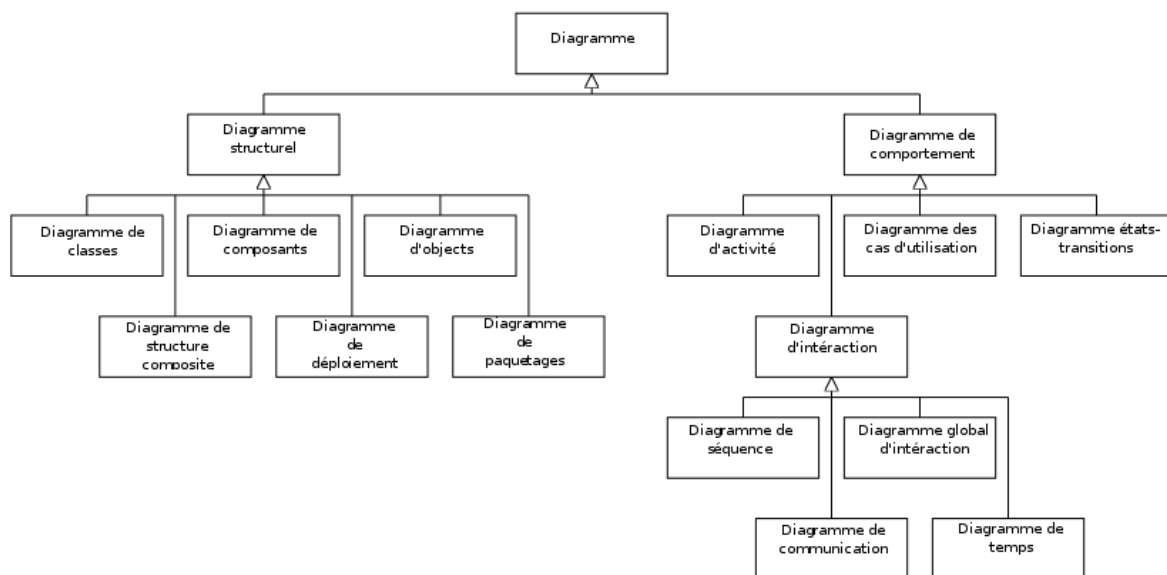 Diagramme
Diagramme
structurel
Diagramme de
comportement
Diagramme de
classes
Diagramme de
composants
Diagramme
d'objects
Diagramme
d'activité
Diagramme des
cas d'utilisation
Diagramme états-
transitions
Diagramme de
structure
composite
Diagramme
de
déploiement
Diagramme
de
paquetages
Diagramme
d'intéraction
Diagramme de
séquence
Diagramme global
d'intéraction
Diagramme de
communication
Diagramme de
temps